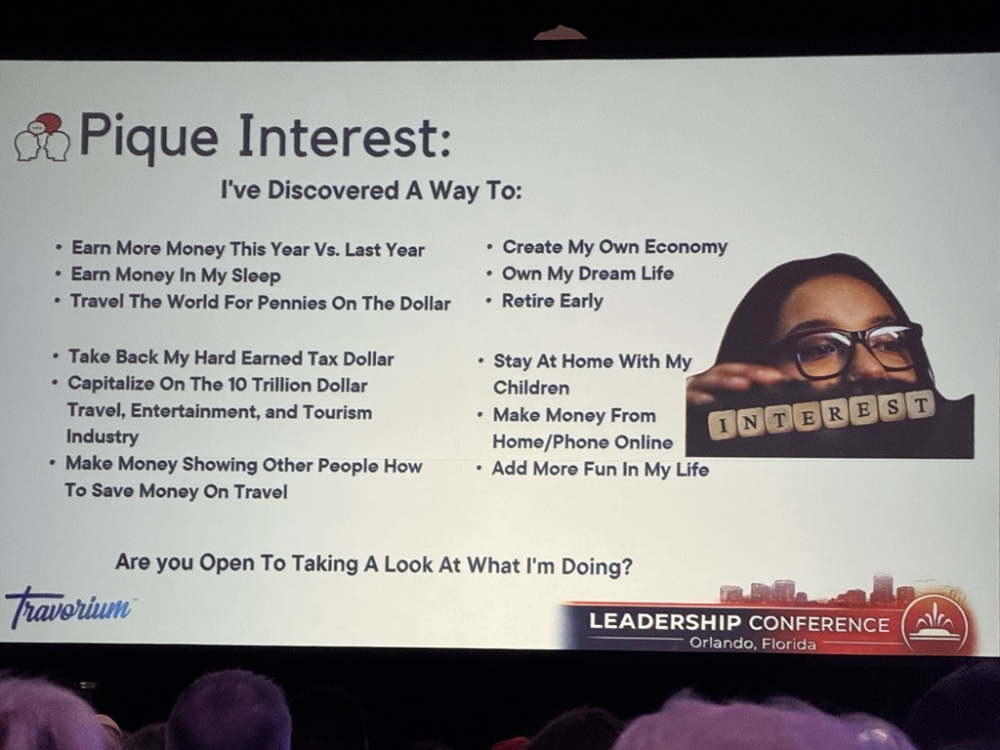 Pique Interest:
I've Discovered A Way To:
• Earn More Money This Year Vs. Last Year
• Earn Money In My Sleep
• Travel The World For Pennies On The Dollar
• Take Back My Hard Earned Tax Dollar
• Capitalize On The 10 Trillion Dollar
Travel, Entertainment, and Tourism
Industry
• Make Money Showing Other People How
To Save Money On Travel
• Create My Own Economy
• Own My Dream Life
• Retire Early
• Stay At Home With My
Children
• Make Money From
Home/Phone Online
• Add More Fun In My Life
INTEREST
Are you Open To Taking A Look At What I'm Doing?
Travorium™
LEADERSHIP CONFERENCE
Orlando, Florida